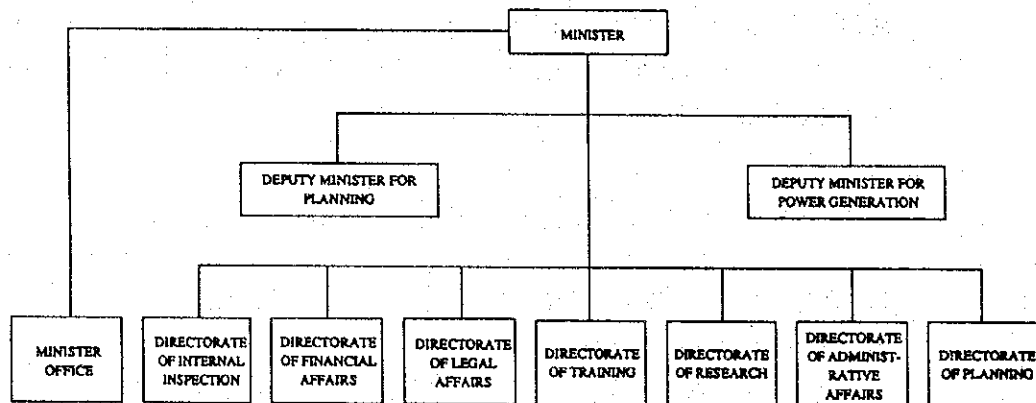 MINISTER
DEPUTY MINISTER FOR
PLANNING
DEPUTY MINISTER FOR
POWER GENERATION
MINISTER
OFFICE
DIRECTORATE
OF INTERNAL
INSPECTION
DIRECTORATE
OF FINANCIAL
AFFAIRS
DIRECTORATE
OF LEGAL
AFFAIRS
DIRECTORATE
OF TRAINING
DIRECTORATE
OF RESEARCH
DIRECTORATE
OF ADMINIST-
RATIVE
AFFAIRS
DIRECTORATE
OF PLANNING